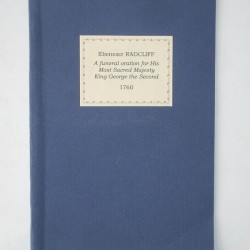 Ebenezer RADCLIFF
A funeral oration for His
Most Sacred Majesty
King George the Second
1760